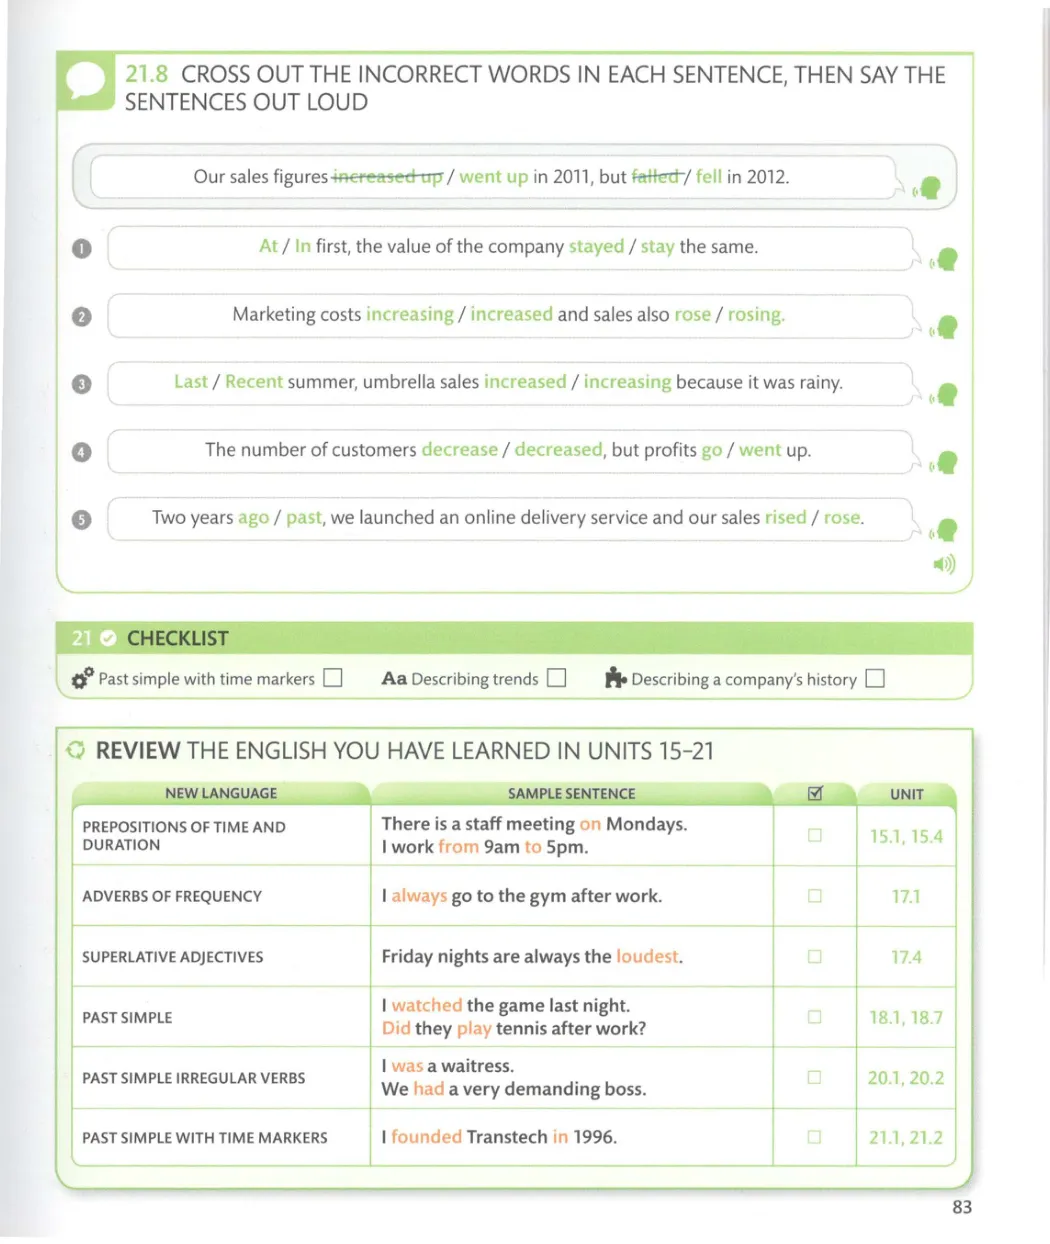 21.8 CROSS OUT THE INCORRECT WORDS IN EACH SENTENCE, THEN SAY THE
SENTENCES OUT LOUD
Our sales figures increased up / went up in 2011, but falled / fell in 2012.
1 At / In first, the value of the company stayed / stay the same.
2 Marketing costs increasing / increased and sales also rose / rosing.
3 Last / Recent summer, umbrella sales increased / increasing because it was rainy.
4 The number of customers decrease / decreased, but profits go / went up.
5 Two years ago / past, we launched an online delivery service and our sales rised / rose.
21 CHECKLIST
Past simple with time markers Aa Describing trends Describing a company's history
REVIEW THE ENGLISH YOU HAVE LEARNED IN UNITS 15–21
NEW LANGUAGE SAMPLE SENTENCE UNIT
PREPOSITIONS OF TIME AND
DURATION
There is a staff meeting on Mondays.
I work from 9am to 5pm.
15.1, 15.4
ADVERBS OF FREQUENCY I always go to the gym after work. 17.1
SUPERLATIVE ADJECTIVES Friday nights are always the loudest. 17.4
PAST SIMPLE
I watched the game last night.
Did they play tennis after work?
18.1, 18.7
PAST SIMPLE IRREGULAR VERBS
I was a waitress.
We had a very demanding boss.
20.1, 20.2
PAST SIMPLE WITH TIME MARKERS I founded Transtech in 1996. 21.1, 21.2
83